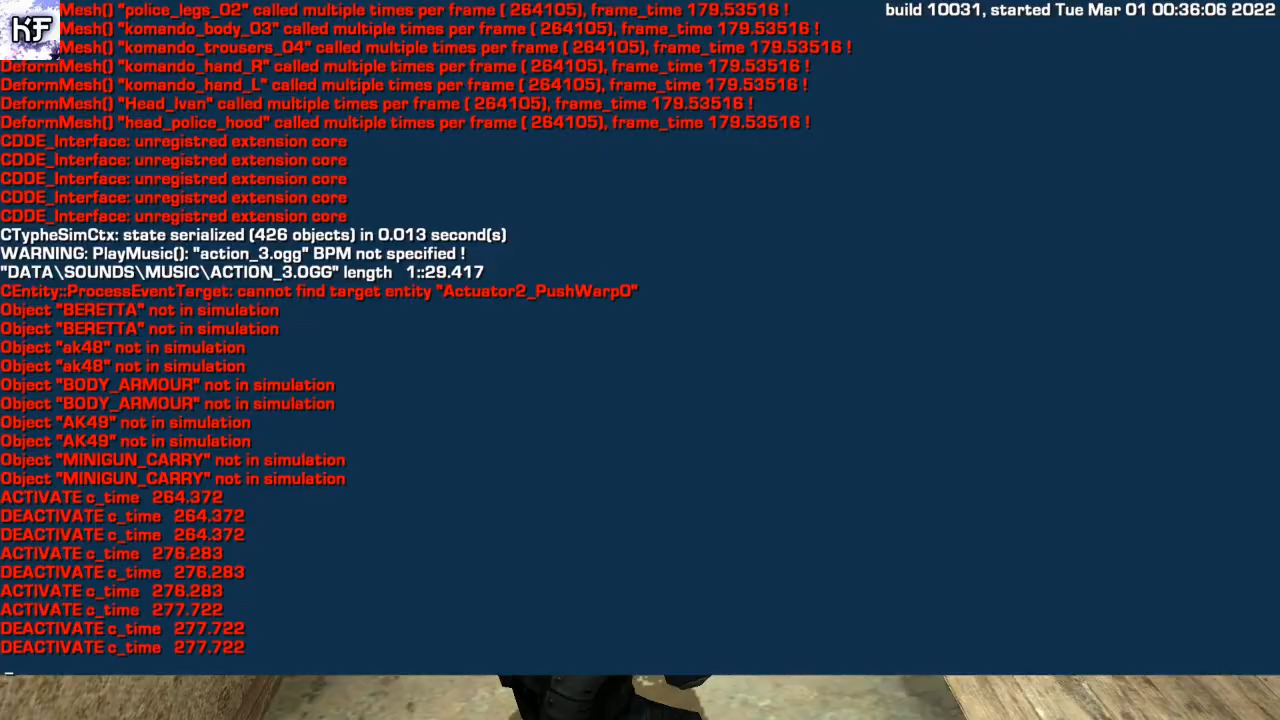 KF
Mesh() "police_legs_02" called multiple times per frame ( 264105), frame_time 179.53516 !
build 10031, started Tue Mar 01 00:36:06 2022
Mesh() "komando_body_03" called multiple times per frame ( 264105), frame_time 179.53516 !
Mesh() "komando_trousers_04" called multiple times per frame ( 264105), frame_time 179.53516 !
DeformMesh() "komando_hand_R" called multiple times per frame ( 264105), frame_time 179.53516 !
DeformMesh() "komando_hand_L" called multiple times per frame ( 264105), frame_time 179.53516 !
DeformMesh() "Head_Ivan" called multiple times per frame ( 264105), frame_time 179.53516 !
DeformMesh() "head_police_hood" called multiple times per frame ( 264105), frame_time 179.53516 !
CDDE_Interface: unregistred extension core
CDDE_Interface: unregistred extension core
CDDE_Interface: unregistred extension core
CDDE_Interface: unregistred extension core
CDDE_Interface: unregistred extension core
CTypheSimCtx: state serialized (426 objects) in 0.013 second(s)
WARNING: PlayMusic(): "action_3.ogg" BPM not specified !
"DATA\SOUNDS\MUSIC\ACTION_3.OGG" length 1::29.417
CEntity::ProcessEventTarget: cannot find target entity "Actuator2_PushWarp0"
Object "BERETTA" not in simulation
Object "BERETTA" not in simulation
Object "ak48" not in simulation
Object "ak48" not in simulation
Object "BODY_ARMOUR" not in simulation
Object "BODY_ARMOUR" not in simulation
Object "AK49" not in simulation
Object "AK49" not in simulation
Object "MINIGUN_CARRY" not in simulation
Object "MINIGUN_CARRY" not in simulation
ACTIVATE c_time 264.372
DEACTIVATE c_time 264.372
DEACTIVATE c_time 264.372
ACTIVATE c_time 276.283
DEACTIVATE c_time 276.283
ACTIVATE c_time 276.283
ACTIVATE c_time 277.722
DEACTIVATE c_time 277.722
DEACTIVATE c_time 277.722
_